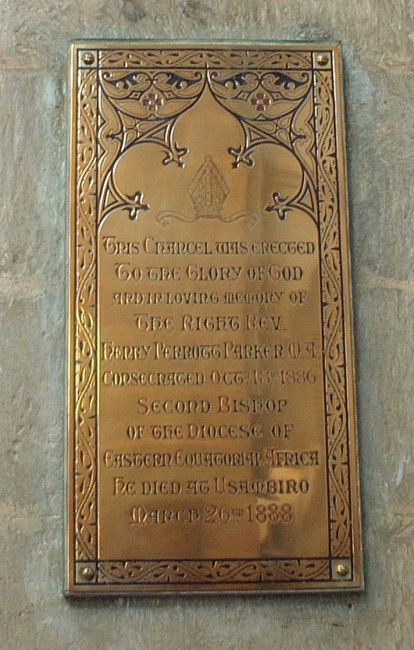 This Chancel was erected
To the Glory of God
and in loving memory of
The Right Rev.
Henry Perrott Parker M.A
Consecrated Octr. 18th 1886
Second Bishop
of the Diocese of
Eastern Equatorial Africa
He died at Usambiro
March 26th 1888